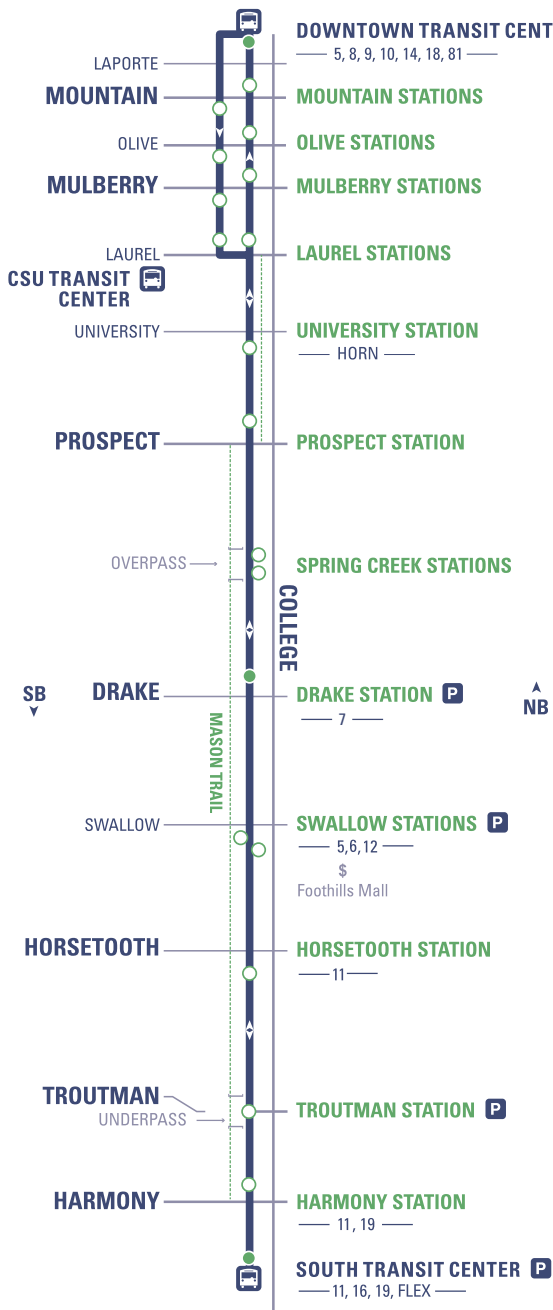 DOWNTOWN TRANSIT CENT
5, 8, 9, 10, 14, 18, 81
LAPORTE
MOUNTAIN
MOUNTAIN STATIONS
OLIVE
OLIVE STATIONS
MULBERRY
MULBERRY STATIONS
LAUREL
LAUREL STATIONS
CSU TRANSIT
CENTER
UNIVERSITY
UNIVERSITY STATION
HORN
PROSPECT
PROSPECT STATION
OVERPASS
SPRING CREEK STATIONS
COLLEGE
SB
DRAKE
DRAKE STATION P
7
NB
MASON TRAIL
SWALLOW
SWALLOW STATIONS P
5,6,12
$
Foothills Mall
HORSETOOTH
HORSETOOTH STATION
11
TROUTMAN
UNDERPASS
TROUTMAN STATION P
HARMONY
HARMONY STATION
11, 19
SOUTH TRANSIT CENTER P
11, 16, 19, FLEX